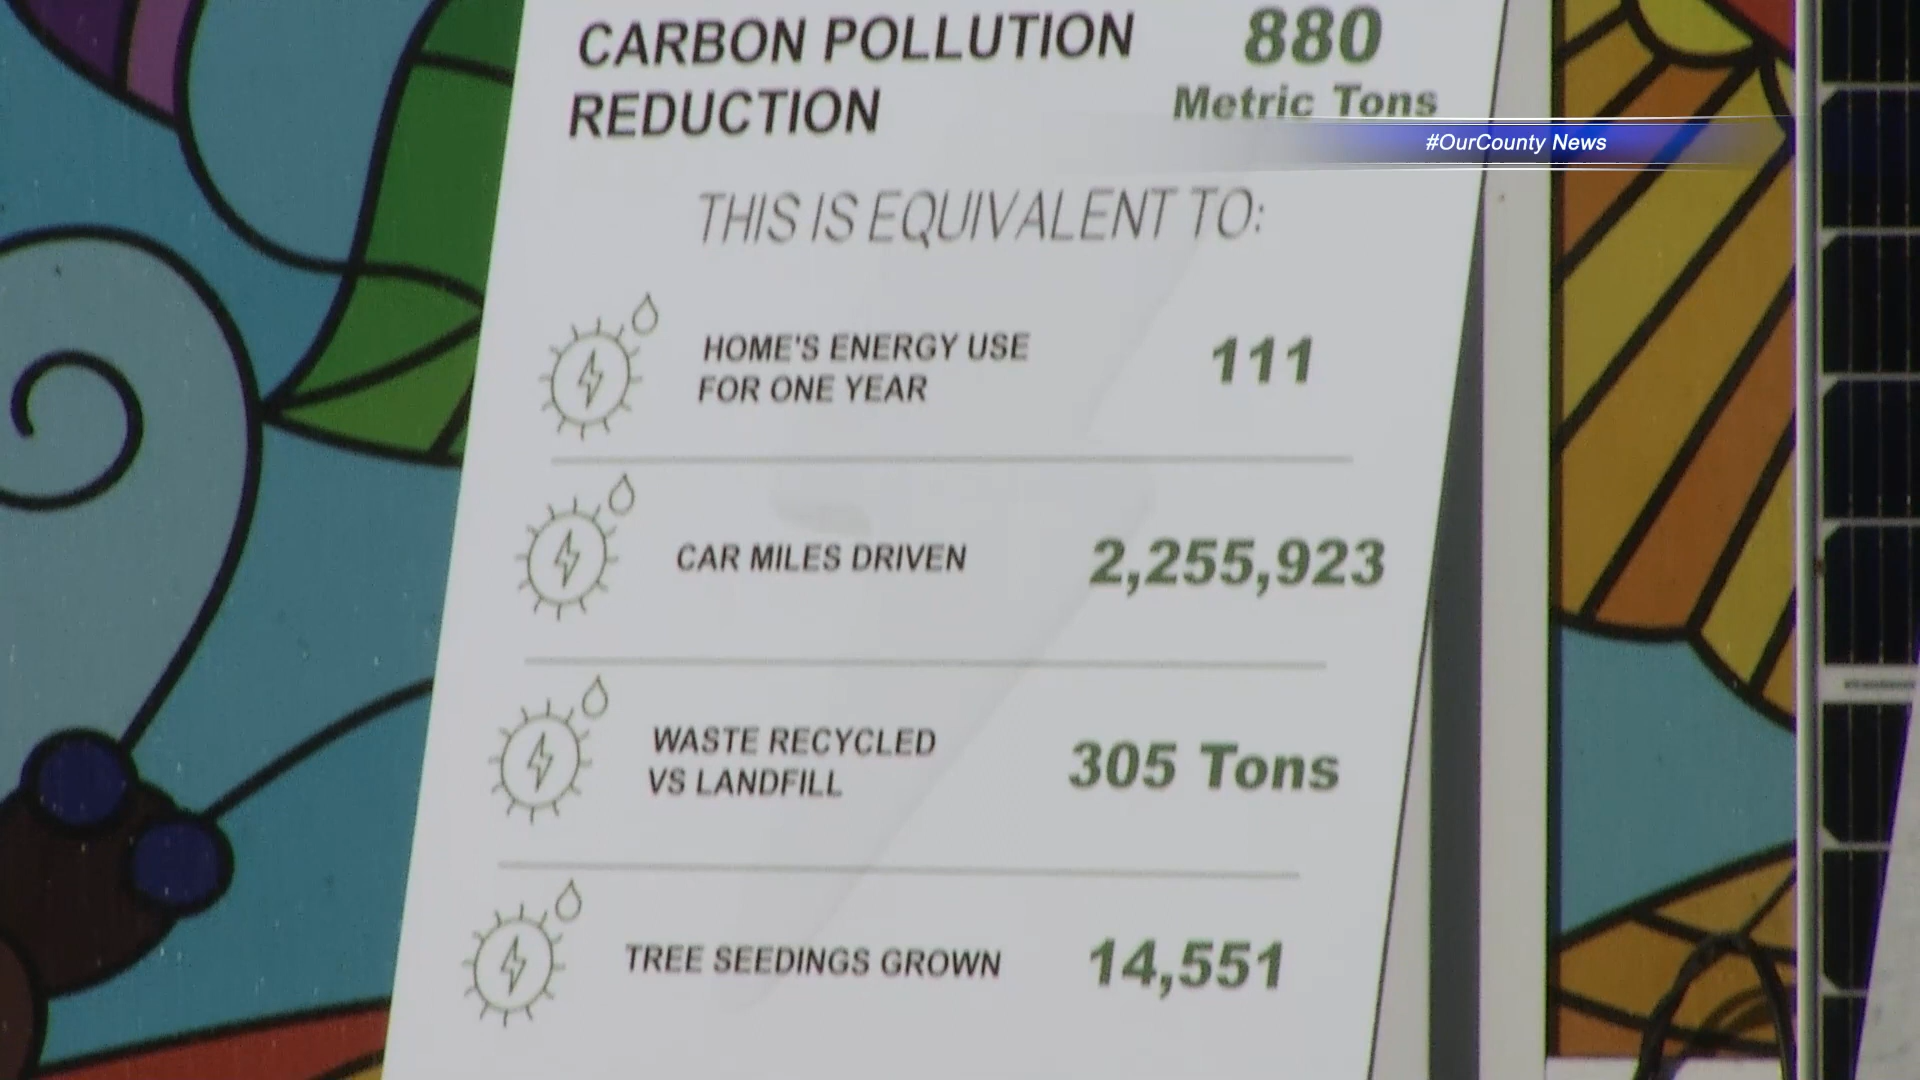 CARBON POLLUTION
REDUCTION
880
Metric Tons
#OurCounty News
THIS IS EQUIVALENT TO:
HOME'S ENERGY USE
FOR ONE YEAR
111
CAR MILES DRIVEN
2,255,923
WASTE RECYCLED
VS LANDFILL
305 Tons
TREE SEEDINGS GROWN
14,551